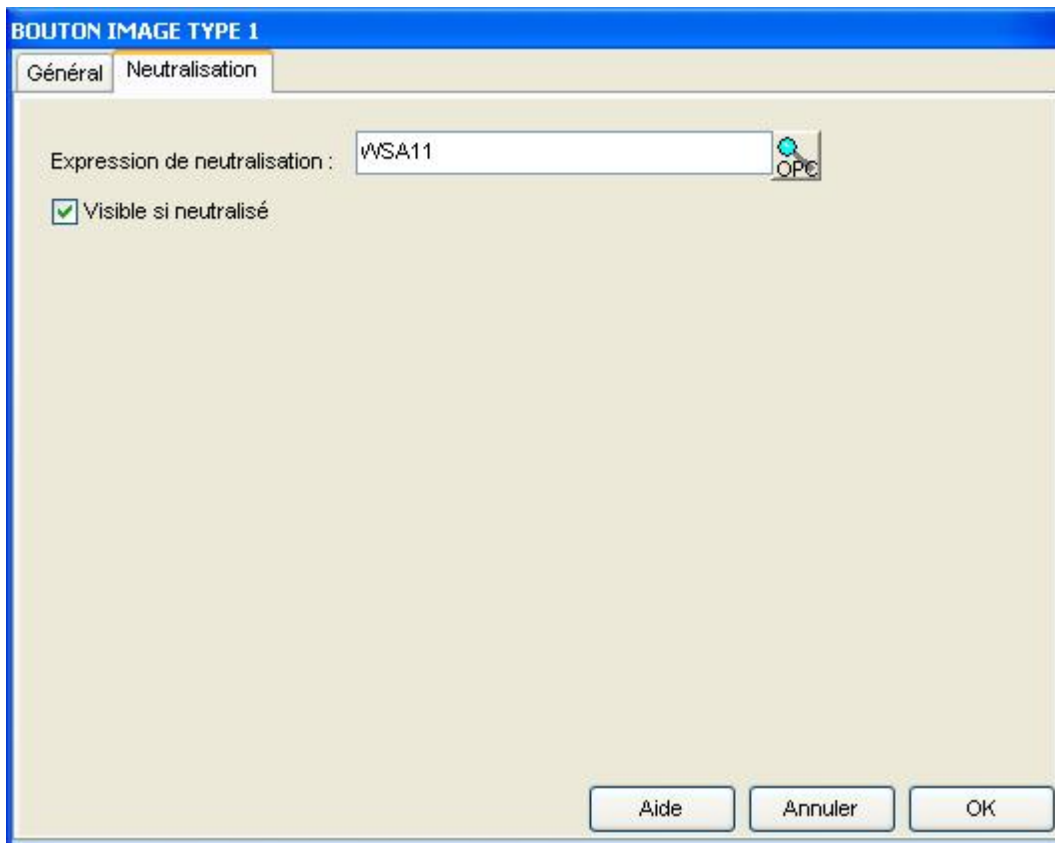 BOUTON IMAGE TYPE 1
Général Neutralisation
Expression de neutralisation : WSA11 OPC
Visible si neutralisé
Aide Annuler OK